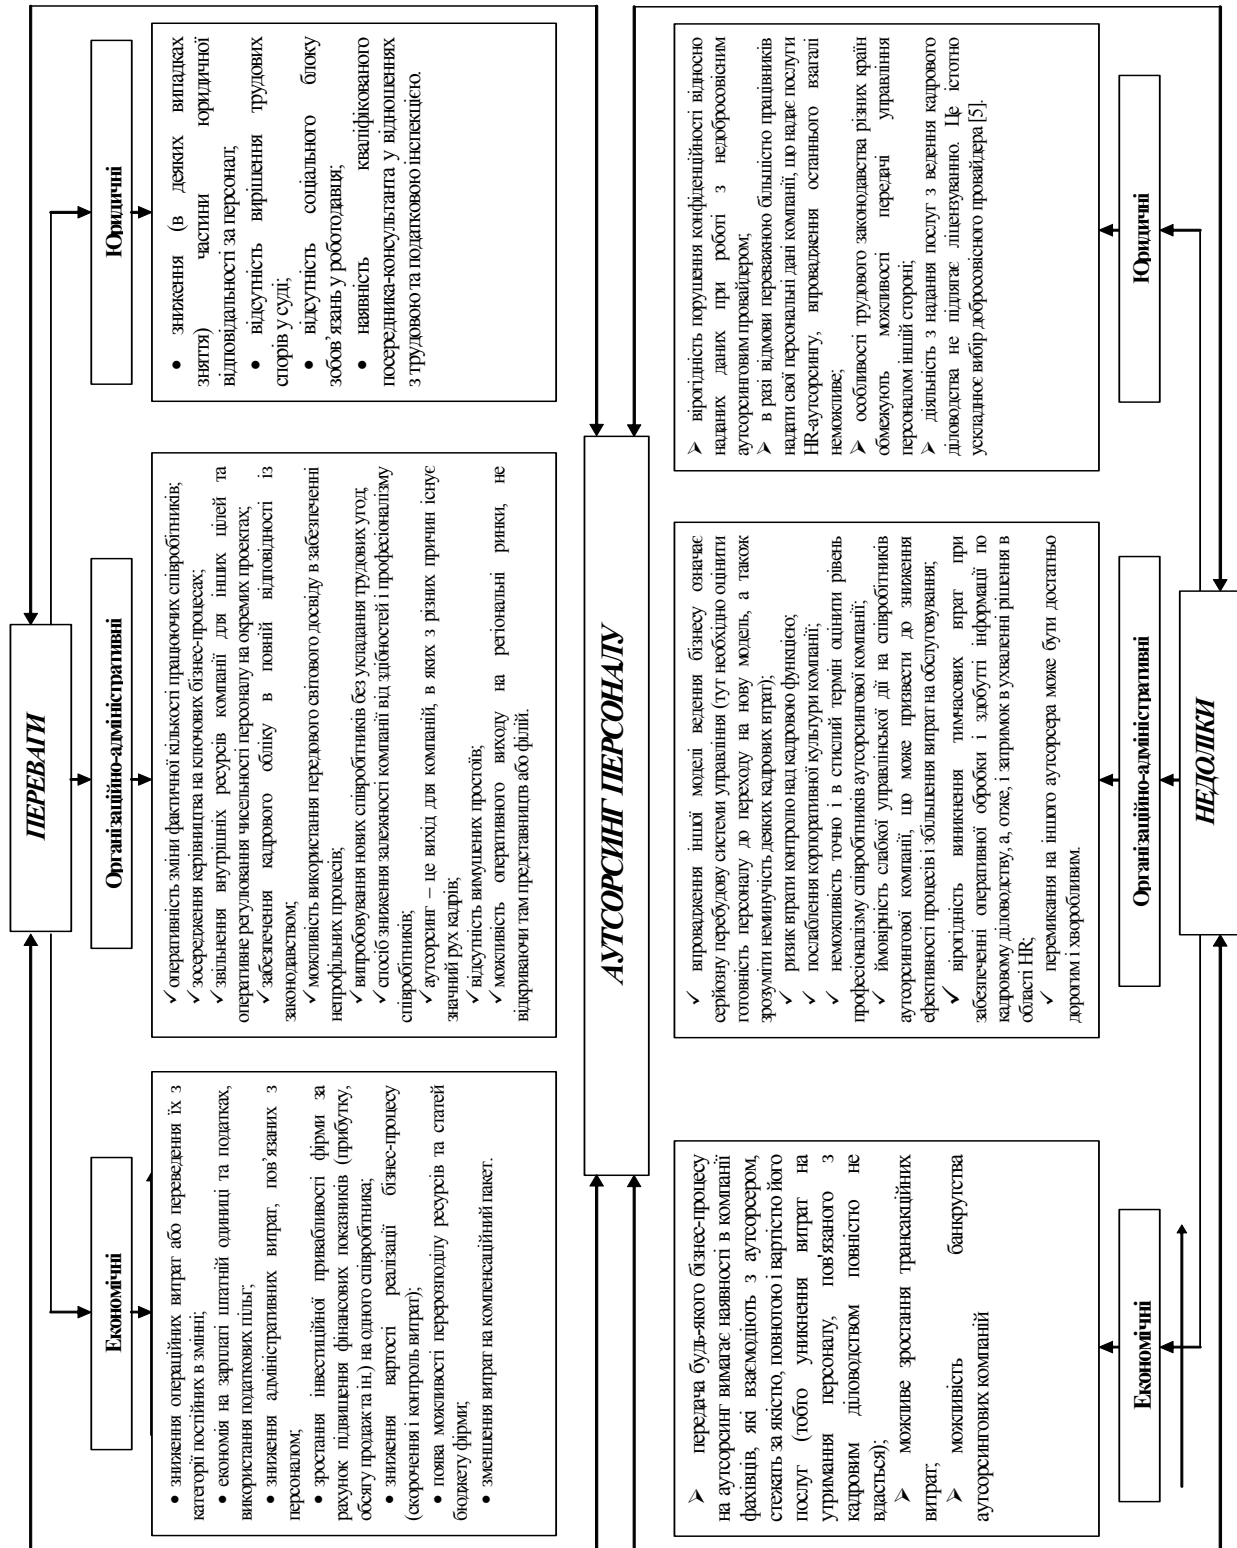 ПЕРЕВАГИ
Економічні
Організаційно-адміністративні
Юридичні
• зниження операційних витрат або переведення їх з
категорії постійних в змінні;
• економія на зарплаті штатній одиниці та податках,
використання податкових пільг;
• зниження адміністративних витрат, пов’язаних з
персоналом;
• зростання інвестиційної привабливості фірми за
рахунок підвищення фінансових показників (прибутку,
обсягу продаж та ін.) на одного співробітника;
• зниження вартості реалізації бізнес-процесу
(скорочення і контроль витрат);
• поява можливості перерозподілу ресурсів та статей
бюджету фірми;
• зменшення витрат на компенсаційний пакет.
✓ оперативність зміни фактичної кількості працюючих співробітників;
✓ зосередження керівництва на ключових бізнес-процесах;
✓ звільнення внутрішніх ресурсів компанії для інших цілей та
оперативне регулювання чисельності персоналу на окремих проектах;
✓ забезпечення кадрового обліку в повній відповідності із
законодавством;
✓ можливість використання передового світового досвіду в забезпеченні
непрофільних процесів;
✓ випробовування нових співробітників без укладання трудових угод;
✓ спосіб зниження залежності компанії від здібностей і професіоналізму
співробітників;
✓ аутсорсинг – це вихід для компаній, в яких з різних причин існує
значний рух кадрів;
✓ відсутність вимушених простоїв;
✓ можливість оперативного виходу на регіональні ринки, не
відкриваючи там представництв або філій.
• зниження (в деяких випадках
зняття) частини юридичної
відповідальності за персонал;
• відсутність вирішення трудових
спорів у суді;
• відсутність соціального блоку
зобов’язань у роботодавця;
• наявність кваліфікованого
посередника-консультанта у відношеннях
з трудовою та податковою інспекцією.
АУТСОРСИНГ ПЕРСОНАЛУ
➢ передача будь-якого бізнес-процесу
на аутсорсинг вимагає наявності в компанії
фахівців, які взаємодіють з аутсорсером,
стежать за якістю, повнотою і вартістю його
послуг (тобто уникнення витрат на
утримання персоналу, пов'язаного з
кадровим діловодством повністю не
вдасться);
➢ можливе зростання трансакційних
витрат;
➢ можливість банкрутства
аутсорсингових компаній
✓ впровадження іншої моделі ведення бізнесу означає
серйозну перебудову системи управління (тут необхідно оцінити
готовність персоналу до переходу на нову модель, а також
зрозуміти неминучість деяких кадрових втрат);
✓ ризик втрати контролю над кадровою функцією;
✓ послаблення корпоративної культури компанії;
✓ неможливість точно і в стислий термін оцінити рівень
професіоналізму співробітників аутсорсингової компанії;
✓ ймовірність слабкої управлінської дії на співробітників
аутсорсингової компанії, що може призвести до зниження
ефективності процесів і збільшення витрат на обслуговування;
✓ вірогідність виникнення тимчасових втрат при
забезпеченні оперативної обробки і здобутті інформації по
кадровому діловодству, а, отже, і затримок в ухваленні рішення в
області HR;
✓ перемикання на іншого аутсорсера може бути достатньо
дорогим і хворобливим.
➢ вірогідність порушення конфіденційності відносно
наданих даних при роботі з недобросовісним
аутсорсинговим провайдером;
➢ в разі відмови переважною більшістю працівників
надати свої персональні дані компанії, що надає послуги
HR-аутсорсингу, впровадження останнього взагалі
неможливе;
➢ особливості трудового законодавства різних країн
обмежують можливості передачі управління
персоналом іншій стороні;
➢ діяльність з надання послуг з ведення кадрового
діловодства не підлягає ліцензуванню. Це істотно
ускладнює вибір добросовісного провайдера [5].
Економічні
Організаційно-адміністративні
Юридичні
НЕДОЛІКИ